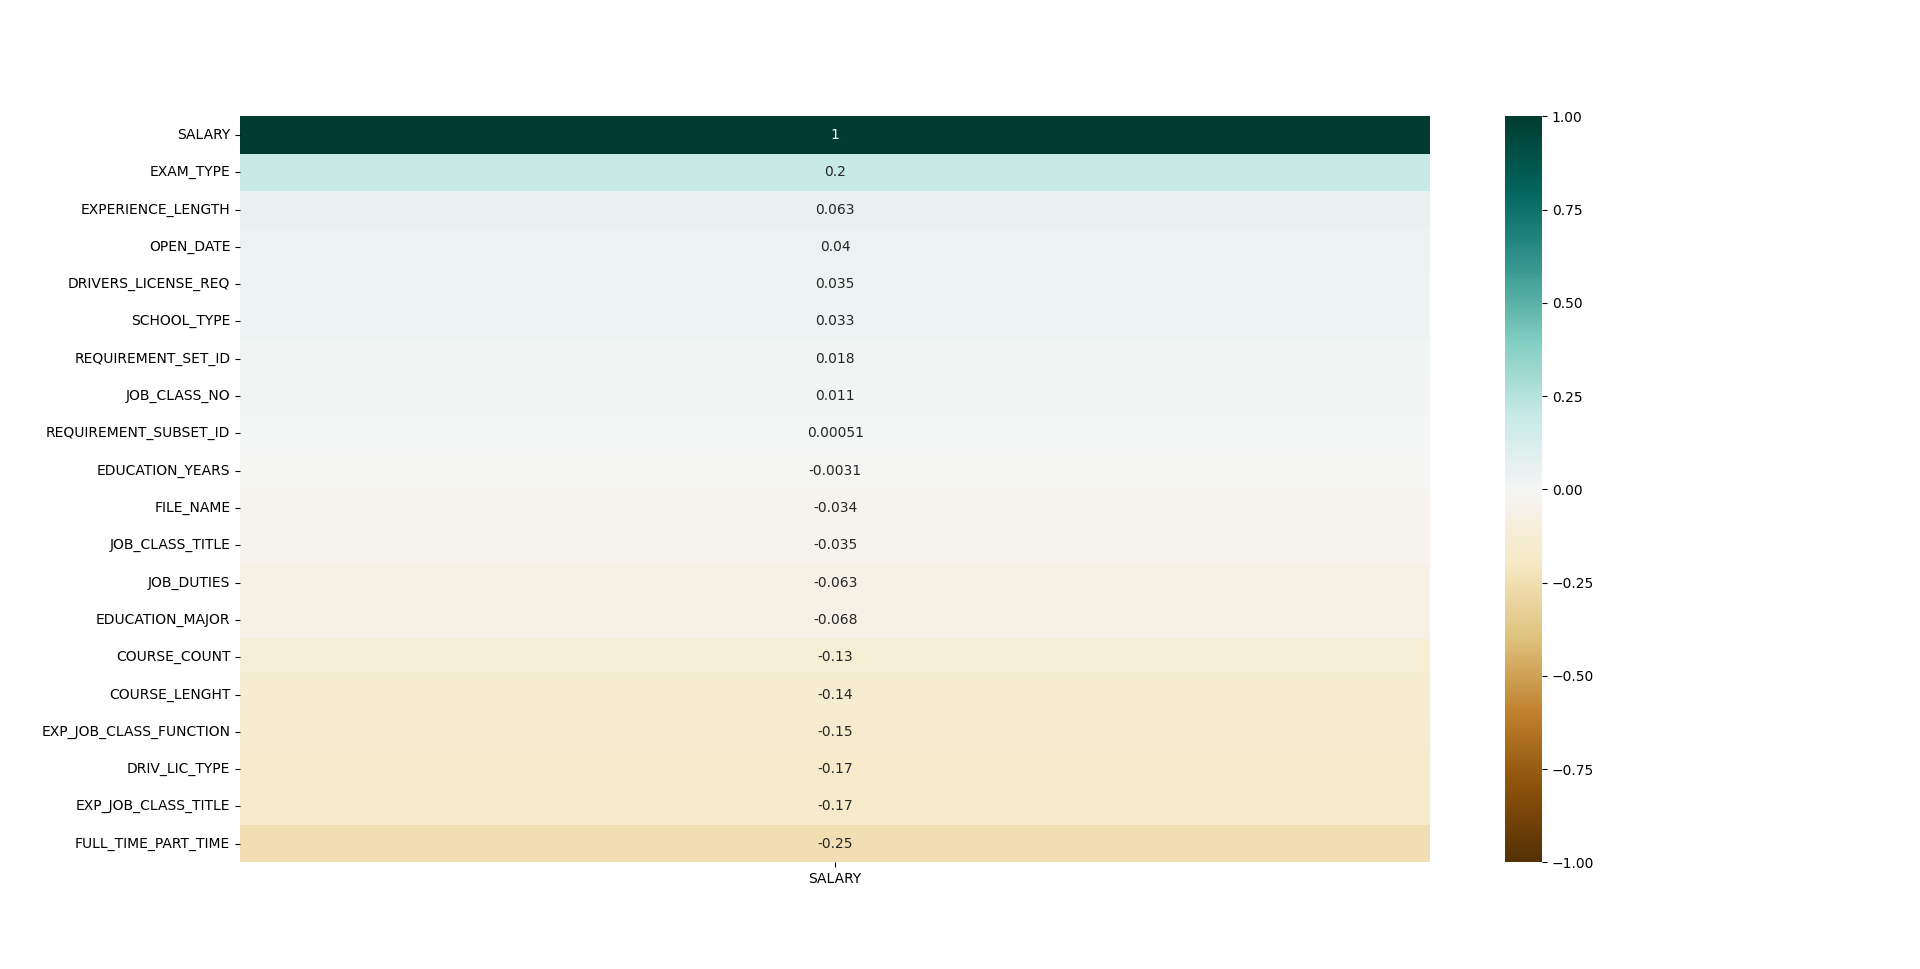 SALARY 1
EXAM_TYPE 0.2
EXPERIENCE_LENGTH 0.063
OPEN_DATE 0.04
DRIVERS_LICENSE_REQ 0.035
SCHOOL_TYPE 0.033
REQUIREMENT_SET_ID 0.018
JOB_CLASS_NO 0.011
REQUIREMENT_SUBSET_ID 0.00051
EDUCATION_YEARS -0.0031
FILE_NAME -0.034
JOB_CLASS_TITLE -0.035
JOB_DUTIES -0.063
EDUCATION_MAJOR -0.068
COURSE_COUNT -0.13
COURSE_LENGHT -0.14
EXP_JOB_CLASS_FUNCTION -0.15
DRIV_LIC_TYPE -0.17
EXP_JOB_CLASS_TITLE -0.17
FULL_TIME_PART_TIME -0.25
SALARY
1.00
0.75
0.50
0.25
0.00
−0.25
−0.50
−0.75
−1.00